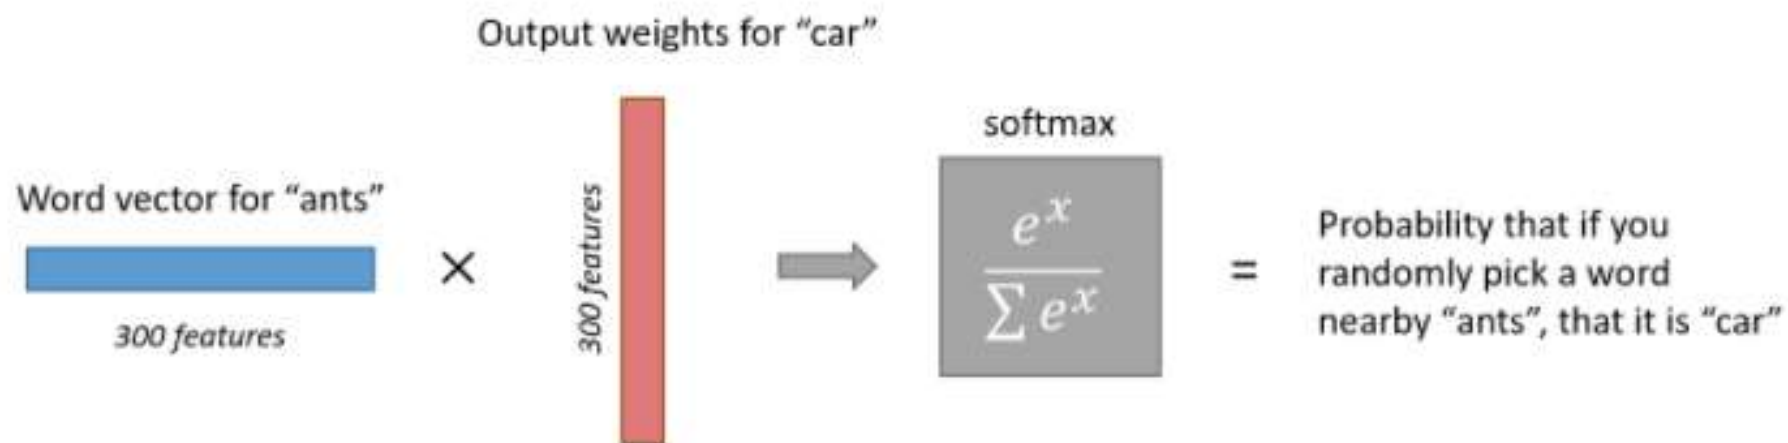 Output weights for “car”
softmax
Word vector for “ants”
300 features
×
300 features
e^x
∑ e^x
=
Probability that if you
randomly pick a word
nearby “ants”, that it is “car”